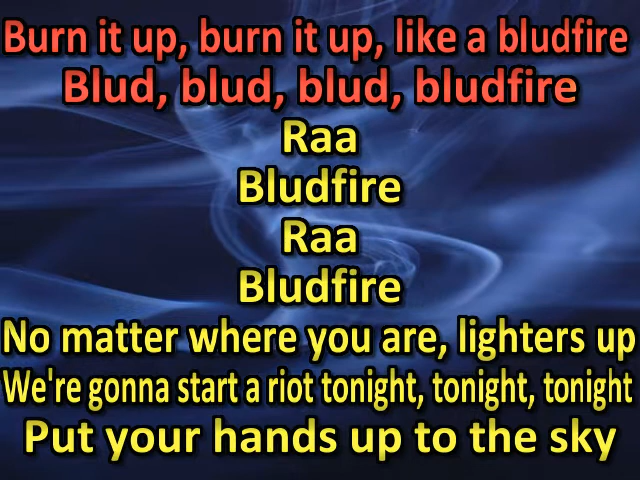 Burn it up, burn it up, like a bludfire
Blud, blud, blud, bludfire
Raa
Bludfire
Raa
Bludfire
No matter where you are, lighters up
We're gonna start a riot tonight, tonight, tonight
Put your hands up to the sky